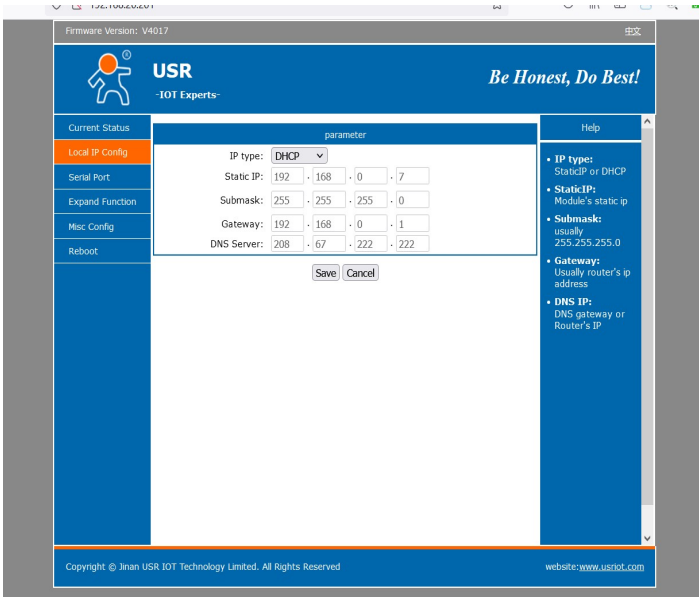 Firmware Version: V4017
中文
USR
-IOT Experts-
Be Honest, Do Best!
®
Current Status
Local IP Config
Serial Port
Expand Function
Misc Config
Reboot
parameter
IP type: DHCP
Static IP: 192 . 168 . 0 . 7
Submask: 255 . 255 . 255 . 0
Gateway: 192 . 168 . 0 . 1
DNS Server: 208 . 67 . 222 . 222
Save Cancel
Help
• IP type:
StaticIP or DHCP
• StaticIP:
Module's static ip
• Submask:
usually
255.255.255.0
• Gateway:
Usually router's ip
address
• DNS IP:
DNS gateway or
Router's IP
Copyright © Jinan USR IOT Technology Limited. All Rights Reserved
website:www.usriot.com